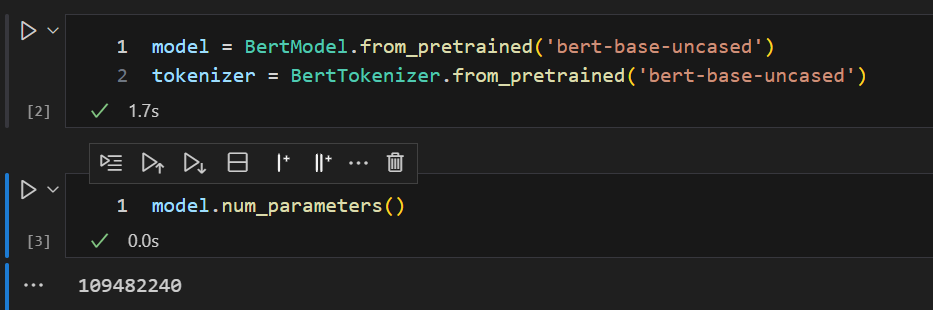 1 model = BertModel.from_pretrained('bert-base-uncased')
2 tokenizer = BertTokenizer.from_pretrained('bert-base-uncased')
[2] 1.7s
1 model.num_parameters()
[3] 0.0s
109482240